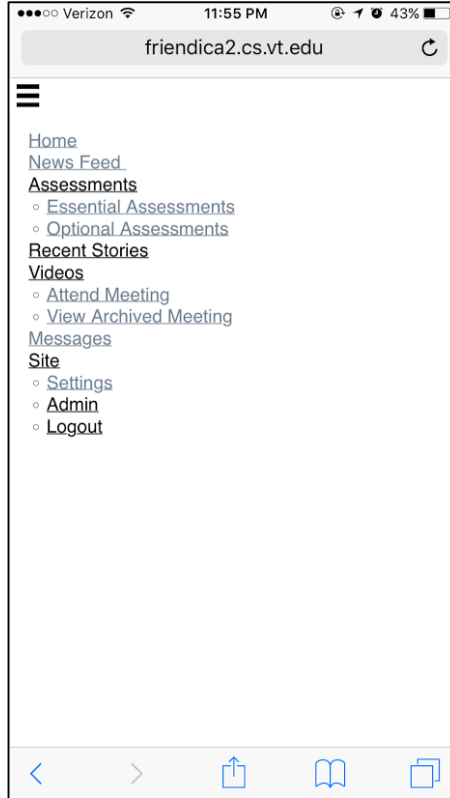 Verizon 11:55 PM 43%
friendica2.cs.vt.edu
Home
News Feed
Assessments
Essential Assessments
Optional Assessments
Recent Stories
Videos
Attend Meeting
View Archived Meeting
Messages
Site
Settings
Admin
Logout